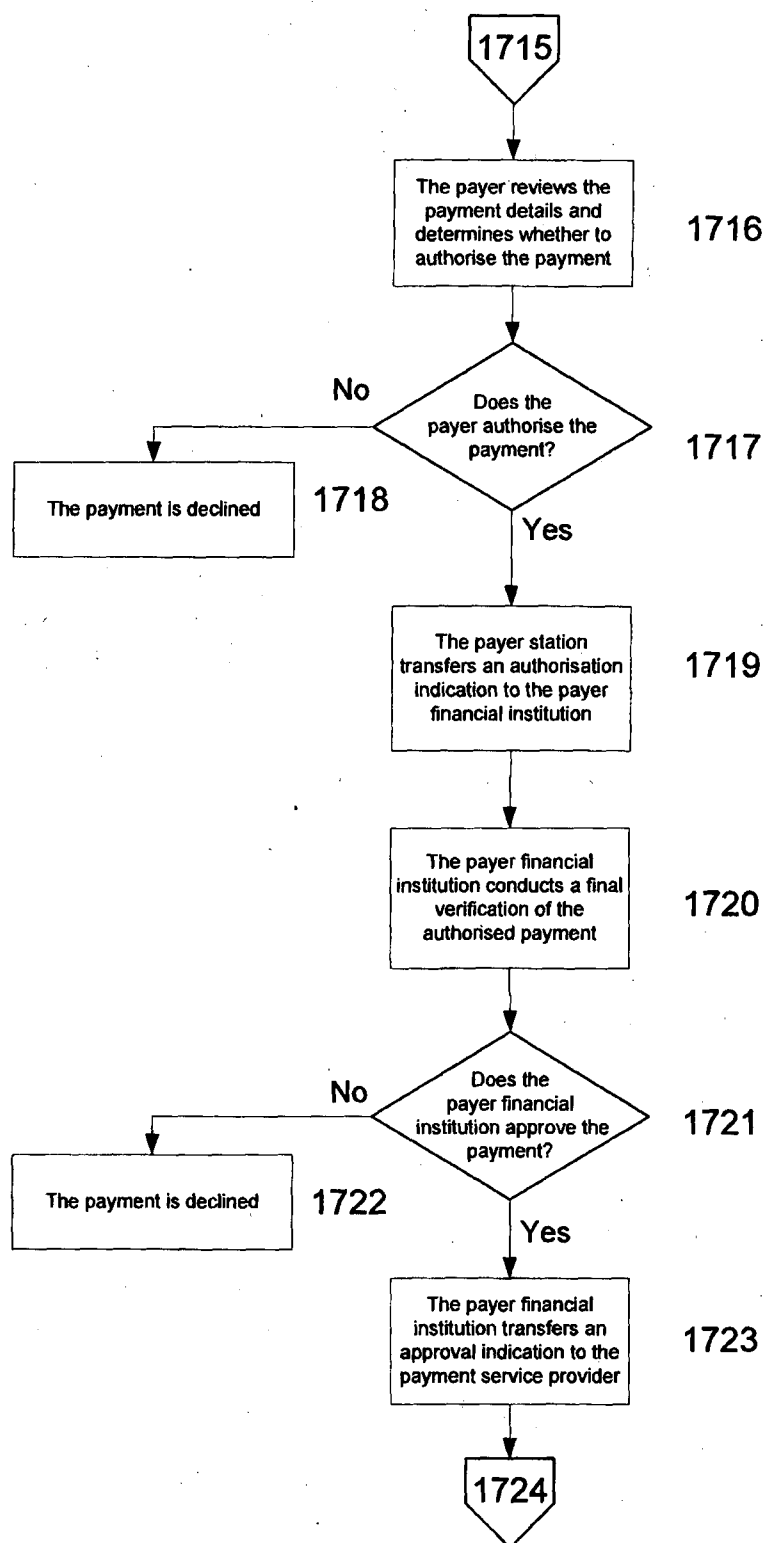 1715
The payer reviews the
payment details and
determines whether to
authorise the payment
1716
No
Does the
payer authorise the
payment?
1717
The payment is declined
1718
Yes
The payer station
transfers an authorisation
indication to the payer
financial institution
1719
The payer financial
institution conducts a final
verification of the
authorised payment
1720
No
Does the
payer financial
institution approve the
payment?
1721
The payment is declined
1722
Yes
The payer financial
institution transfers an
approval indication to the
payment service provider
1723
1724